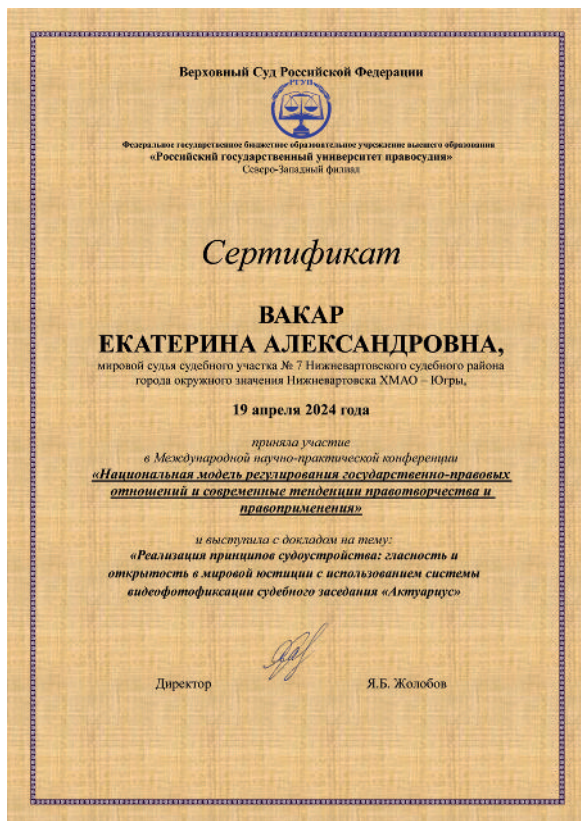 Верховный Суд Российской Федерации
РГУП
Федеральное государственное бюджетное образовательное учреждение высшего образования
«Российский государственный университет правосудия»
Северо-Западный филиал
Сертификат
ВАКАР
ЕКАТЕРИНА АЛЕКСАНДРОВНА,
мировой судья судебного участка № 7 Нижневартовского судебного района
города окружного значения Нижневартовска ХМАО – Югры,
19 апреля 2024 года
приняла участие
в Международной научно-практической конференции
«Национальная модель регулирования государственно-правовых
отношений и современные тенденции правотворчества и
правоприменения»
и выступила с докладом на тему:
«Реализация принципов судоустройства: гласность и
открытость в мировой юстиции с использованием системы
видеофотофиксации судебного заседания «Актуариус»
Директор Я.Б. Жолобов